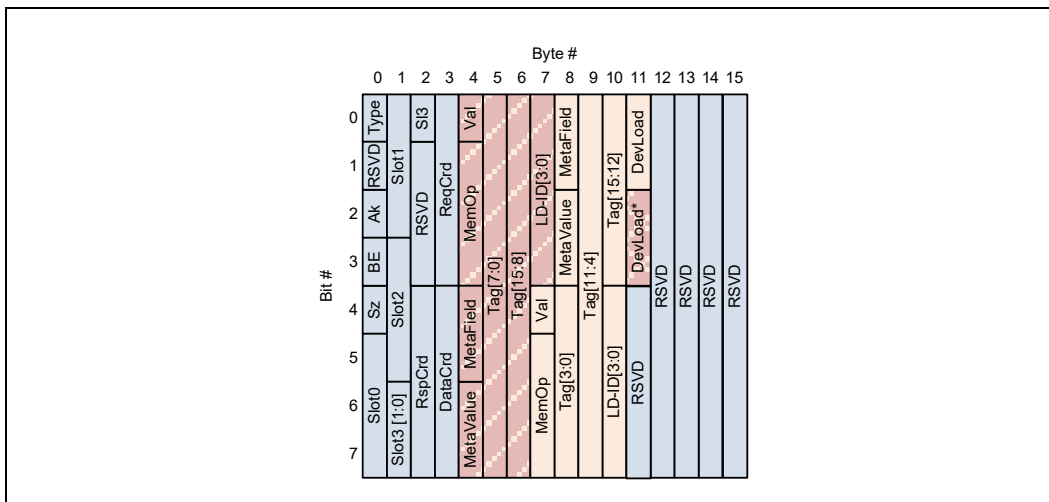 Byte #
0 1 2 3 4 5 6 7 8 9 10 11 12 13 14 15
Bit #
0
1
2
3
4
5
6
7
Type
RSVD
Ak
BE
Sz
Slot0
Slot1
Slot2
Slot3 [1:0]
Sl3
RSVD
RspCrd
ReqCrd
DataCrd
Val
MemOp
MetaField
MetaValue
Tag[7:0]
Tag[15:8]
LD-ID[3:0]
Val
MemOp
MetaField
MetaValue
Tag[3:0]
Tag[11:4]
Tag[15:12]
LD-ID[3:0]
DevLoad
DevLoad*
RSVD
RSVD
RSVD
RSVD
RSVD